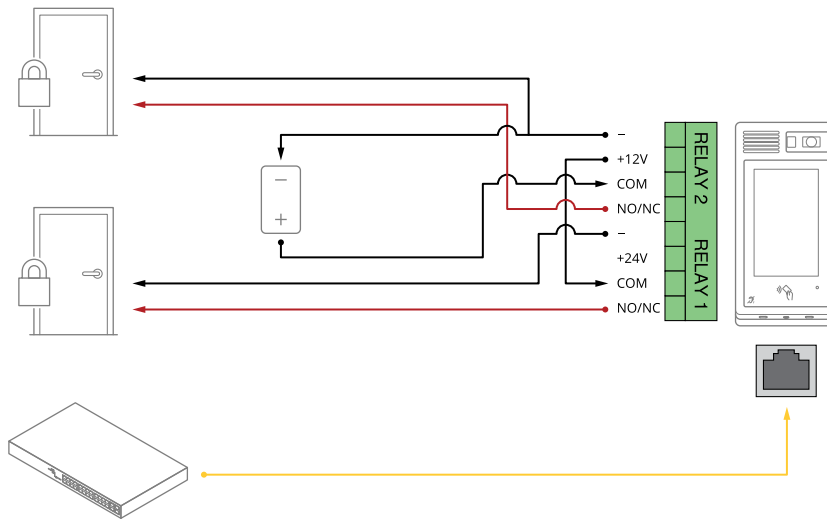 −
+12V
COM
NO/NC
−
+24V
COM
NO/NC
RELAY 2
RELAY 1
−
+